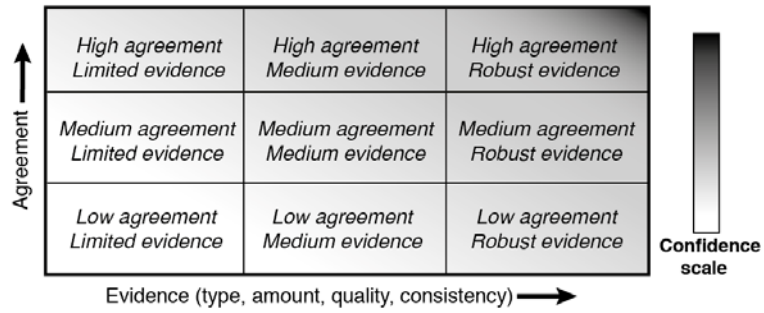 High agreement
Limited evidence
High agreement
Medium evidence
High agreement
Robust evidence
Medium agreement
Limited evidence
Medium agreement
Medium evidence
Medium agreement
Robust evidence
Low agreement
Limited evidence
Low agreement
Medium evidence
Low agreement
Robust evidence
Agreement
Evidence (type, amount, quality, consistency)
Confidence
scale